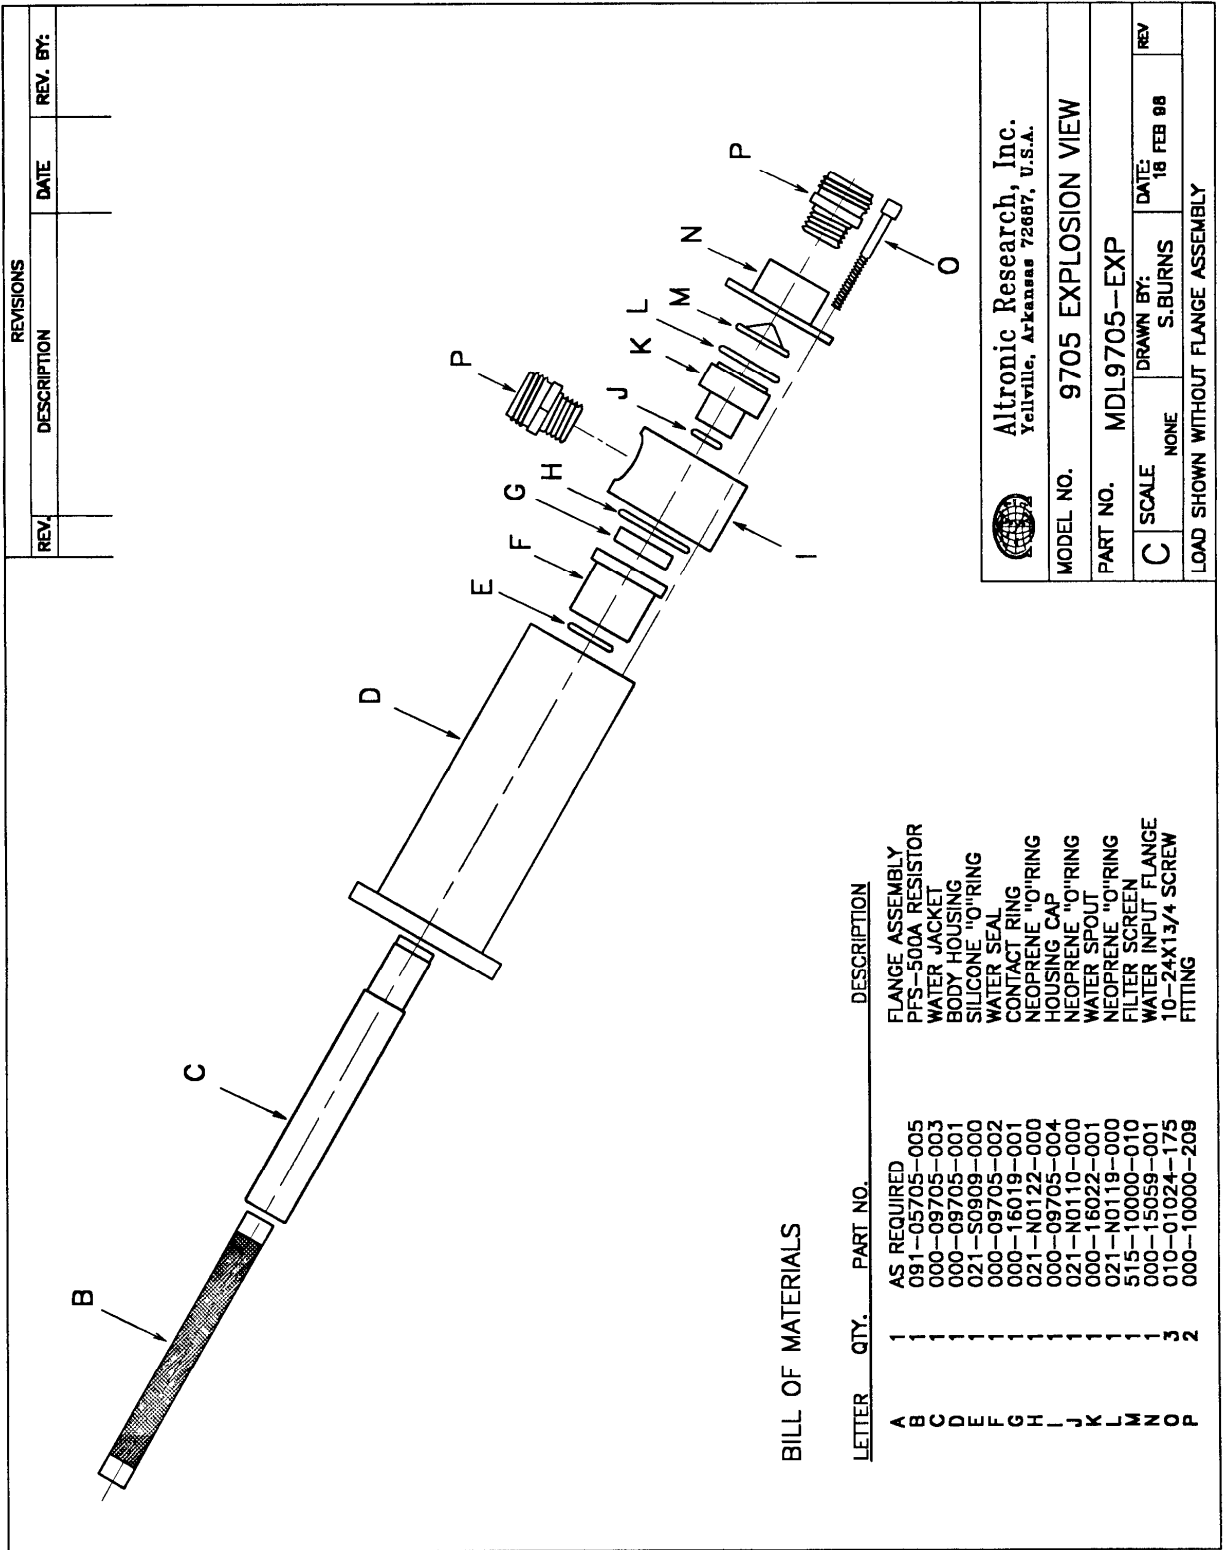 REVISIONS
REV. DESCRIPTION DATE REV. BY:
B
C
D
E
F
G
H
I
J
K
L
M
N
O
P
P
BILL OF MATERIALS
LETTER QTY. PART NO. DESCRIPTION
A 1 AS REQUIRED FLANGE ASSEMBLY
B 1 091-05705-005 PFS-500A RESISTOR
C 1 000-09705-003 WATER JACKET
D 1 000-09705-001 BODY HOUSING
E 1 021-S0909-000 SILICONE "O"RING
F 1 000-09705-002 WATER SEAL
G 1 000-16019-001 CONTACT RING
H 1 021-N0122-000 NEOPRENE "O"RING
I 1 000-09705-004 HOUSING CAP
J 1 021-N0110-000 NEOPRENE "O"RING
K 1 000-16022-001 WATER SPOUT
L 1 021-N0119-000 NEOPRENE "O"RING
M 1 515-10000-010 FILTER SCREEN
N 1 000-15059-001 WATER INPUT FLANGE
O 3 010-01024-175 10-24X13/4 SCREW
P 2 000-10000-209 FITTING
Altronic Research, Inc.
Yellville, Arkansas 72687, U.S.A.
MODEL NO. 9705 EXPLOSION VIEW
PART NO. MDL9705-EXP
C SCALE NONE DRAWN BY: S.BURNS DATE: 18 FEB 98 REV
LOAD SHOWN WITHOUT FLANGE ASSEMBLY